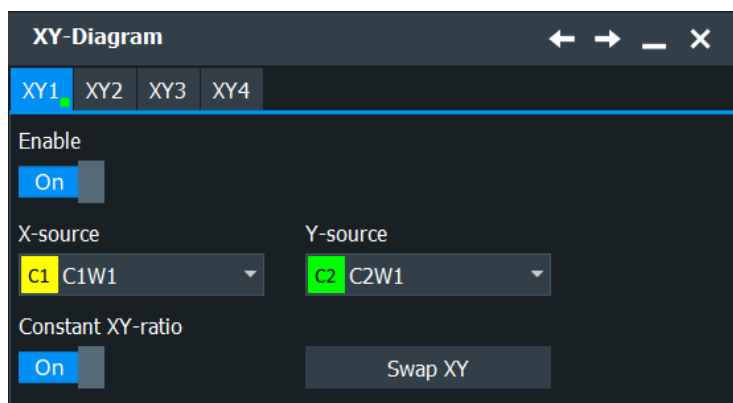 XY-Diagram
XY1 XY2 XY3 XY4
Enable
On
X-source Y-source
C1 C1W1 C2 C2W1
Constant XY-ratio
On Swap XY